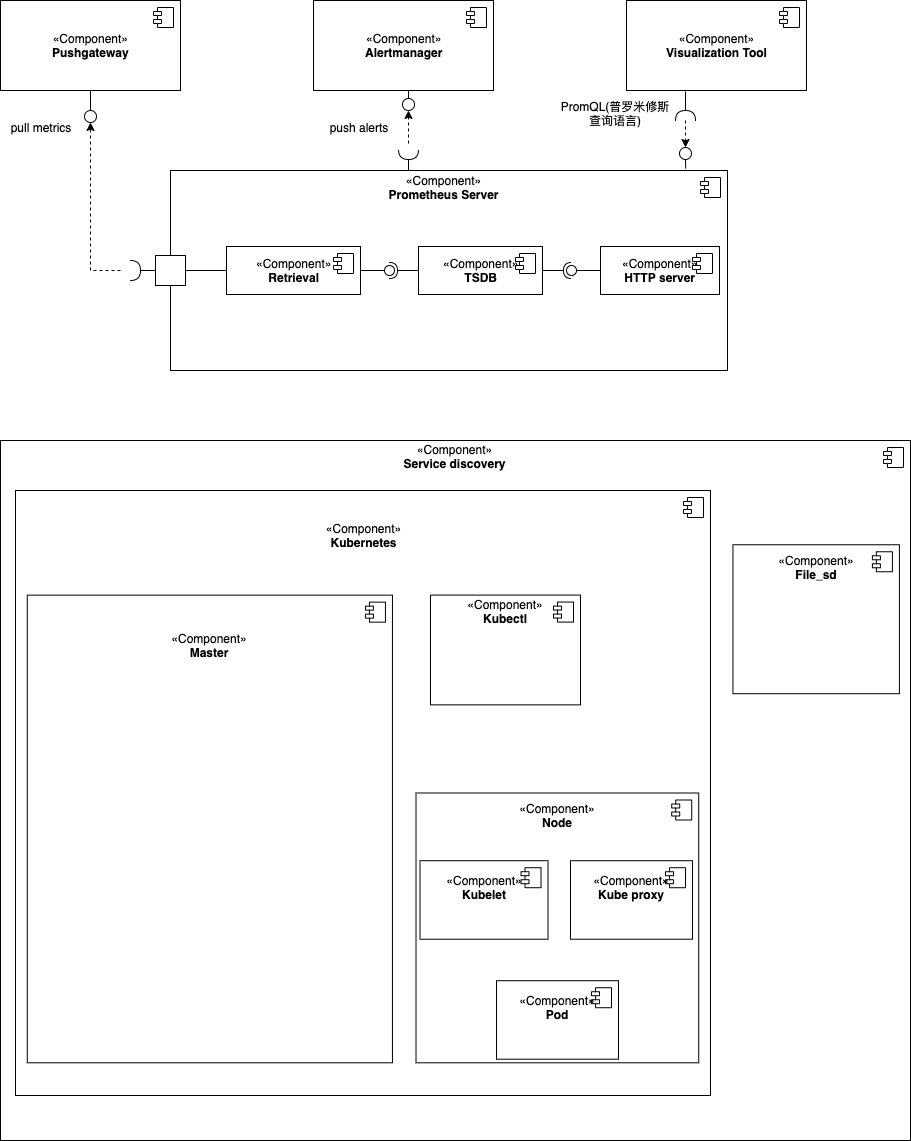 «Component»
Pushgateway
«Component»
Alertmanager
«Component»
Visualization Tool
pull metrics
push alerts
PromQL(普罗米修斯
查询语言)
«Component»
Prometheus Server
«Component»
Retrieval
«Component»
TSDB
«Component»
HTTP server
«Component»
Service discovery
«Component»
Kubernetes
«Component»
File_sd
«Component»
Master
«Component»
Kubectl
«Component»
Node
«Component»
Kubelet
«Component»
Kube proxy
«Component»
Pod